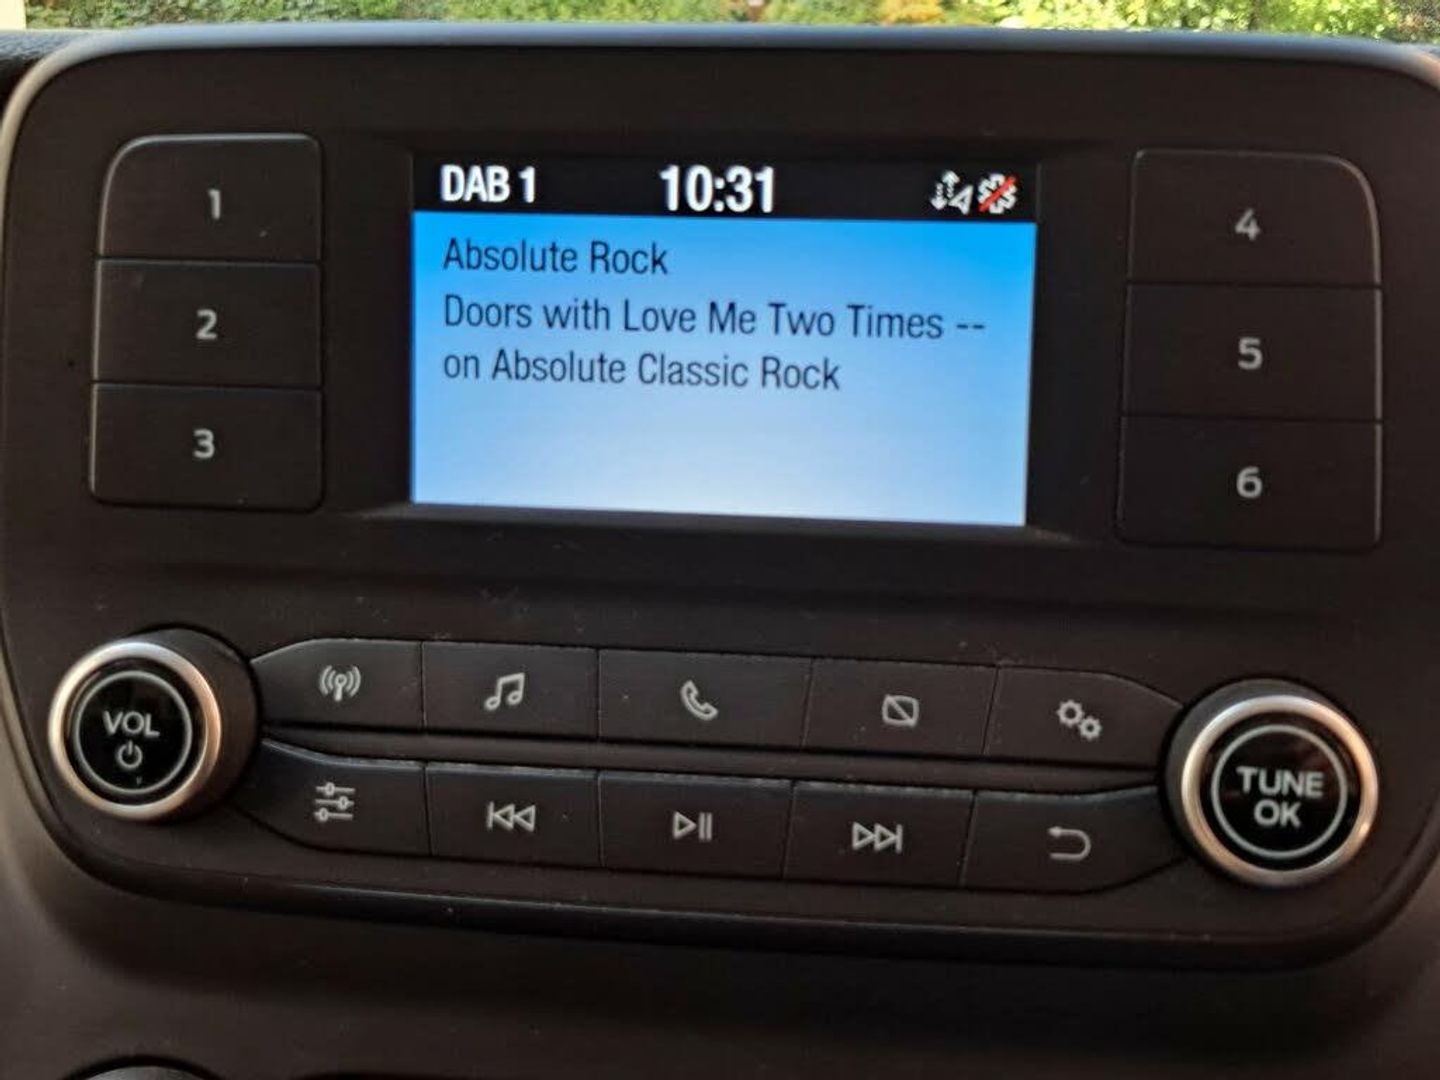 DAB 1 10:31
Absolute Rock
Doors with Love Me Two Times --
on Absolute Classic Rock
1
2
3
4
5
6
VOL
TUNE
OK